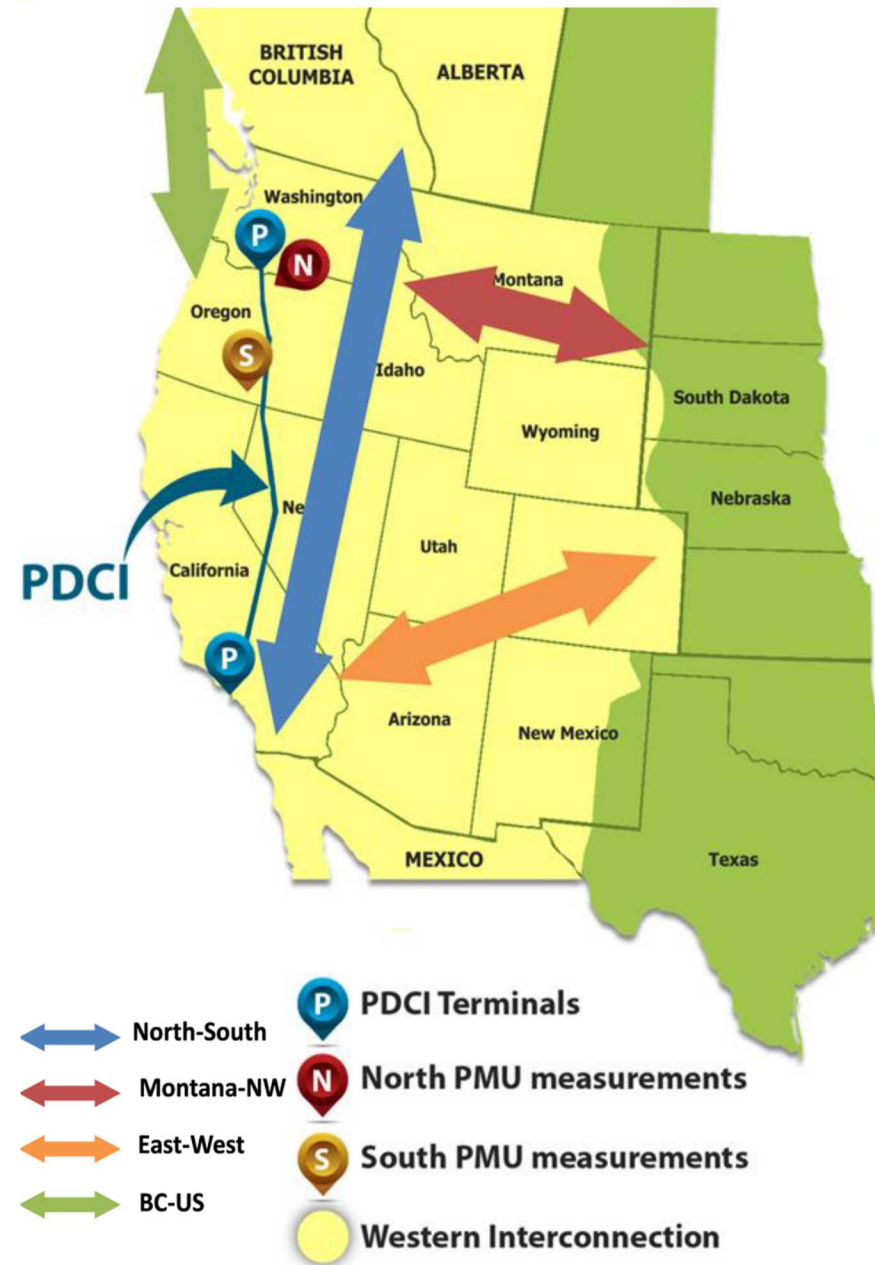 BRITISH
COLUMBIA
ALBERTA
Washington
P
N
Montana
Oregon
S
Idaho
South Dakota
Wyoming
Nebraska
Ne
Utah
PDCI
California
P
Arizona
New Mexico
MEXICO
Texas
P PDCI Terminals
North-South
N North PMU measurements
Montana-NW
East-West
S South PMU measurements
BC-US
Western Interconnection